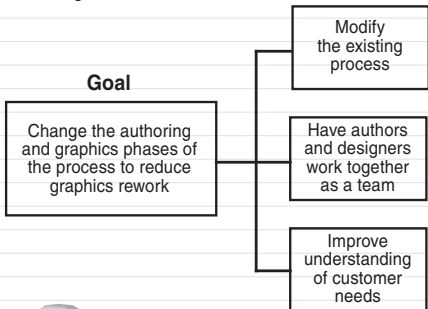 Goal
Change the authoring
and graphics phases of
the process to reduce
graphics rework
Modify
the existing
process
Have authors
and designers
work together
as a team
Improve
understanding
of customer
needs